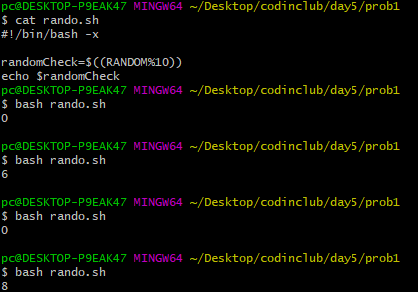 pc@DESKTOP-P9EAK47 MINGW64 ~/Desktop/codinclub/day5/prob1
$ cat rando.sh
#!/bin/bash -x
randomCheck=$((RANDOM%10))
echo $randomCheck
pc@DESKTOP-P9EAK47 MINGW64 ~/Desktop/codinclub/day5/prob1
$ bash rando.sh
0
pc@DESKTOP-P9EAK47 MINGW64 ~/Desktop/codinclub/day5/prob1
$ bash rando.sh
6
pc@DESKTOP-P9EAK47 MINGW64 ~/Desktop/codinclub/day5/prob1
$ bash rando.sh
0
pc@DESKTOP-P9EAK47 MINGW64 ~/Desktop/codinclub/day5/prob1
$ bash rando.sh
8